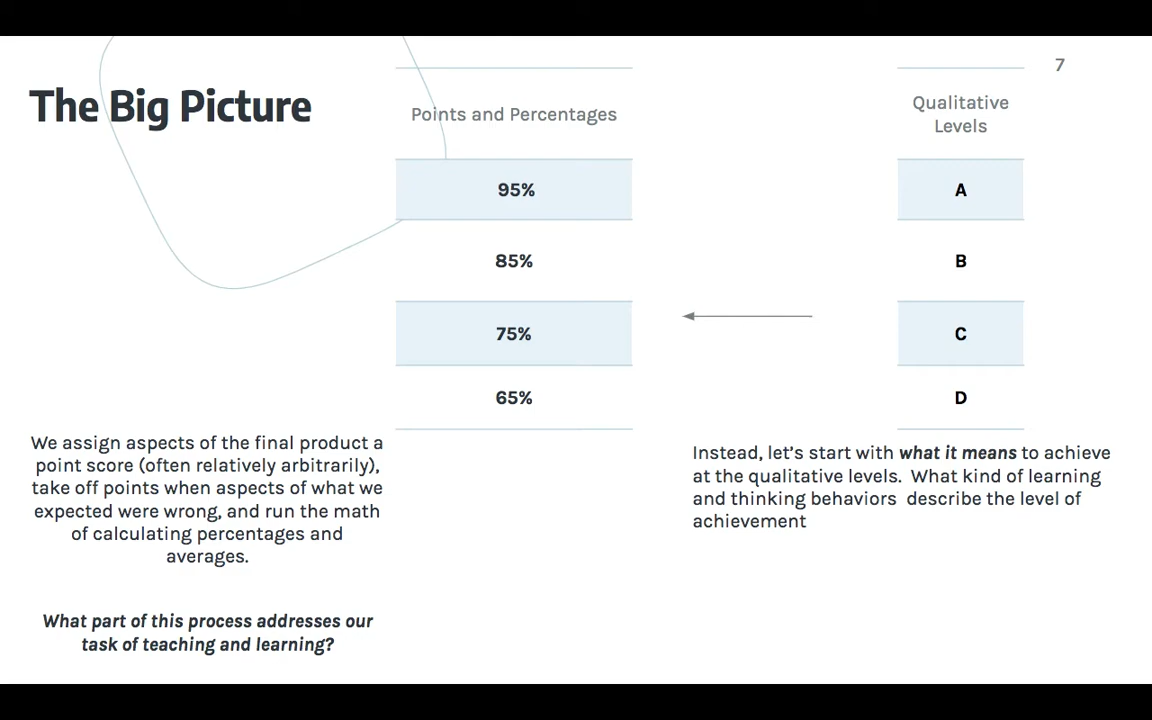 7
The Big Picture
Points and Percentages
Qualitative
Levels
95%
A
85%
B
75%
C
65%
D
We assign aspects of the final product a
point score (often relatively arbitrarily),
take off points when aspects of what we
expected were wrong, and run the math
of calculating percentages and
averages.
What part of this process addresses our
task of teaching and learning?
Instead, let's start with what it means to achieve
at the qualitative levels. What kind of learning
and thinking behaviors describe the level of
achievement